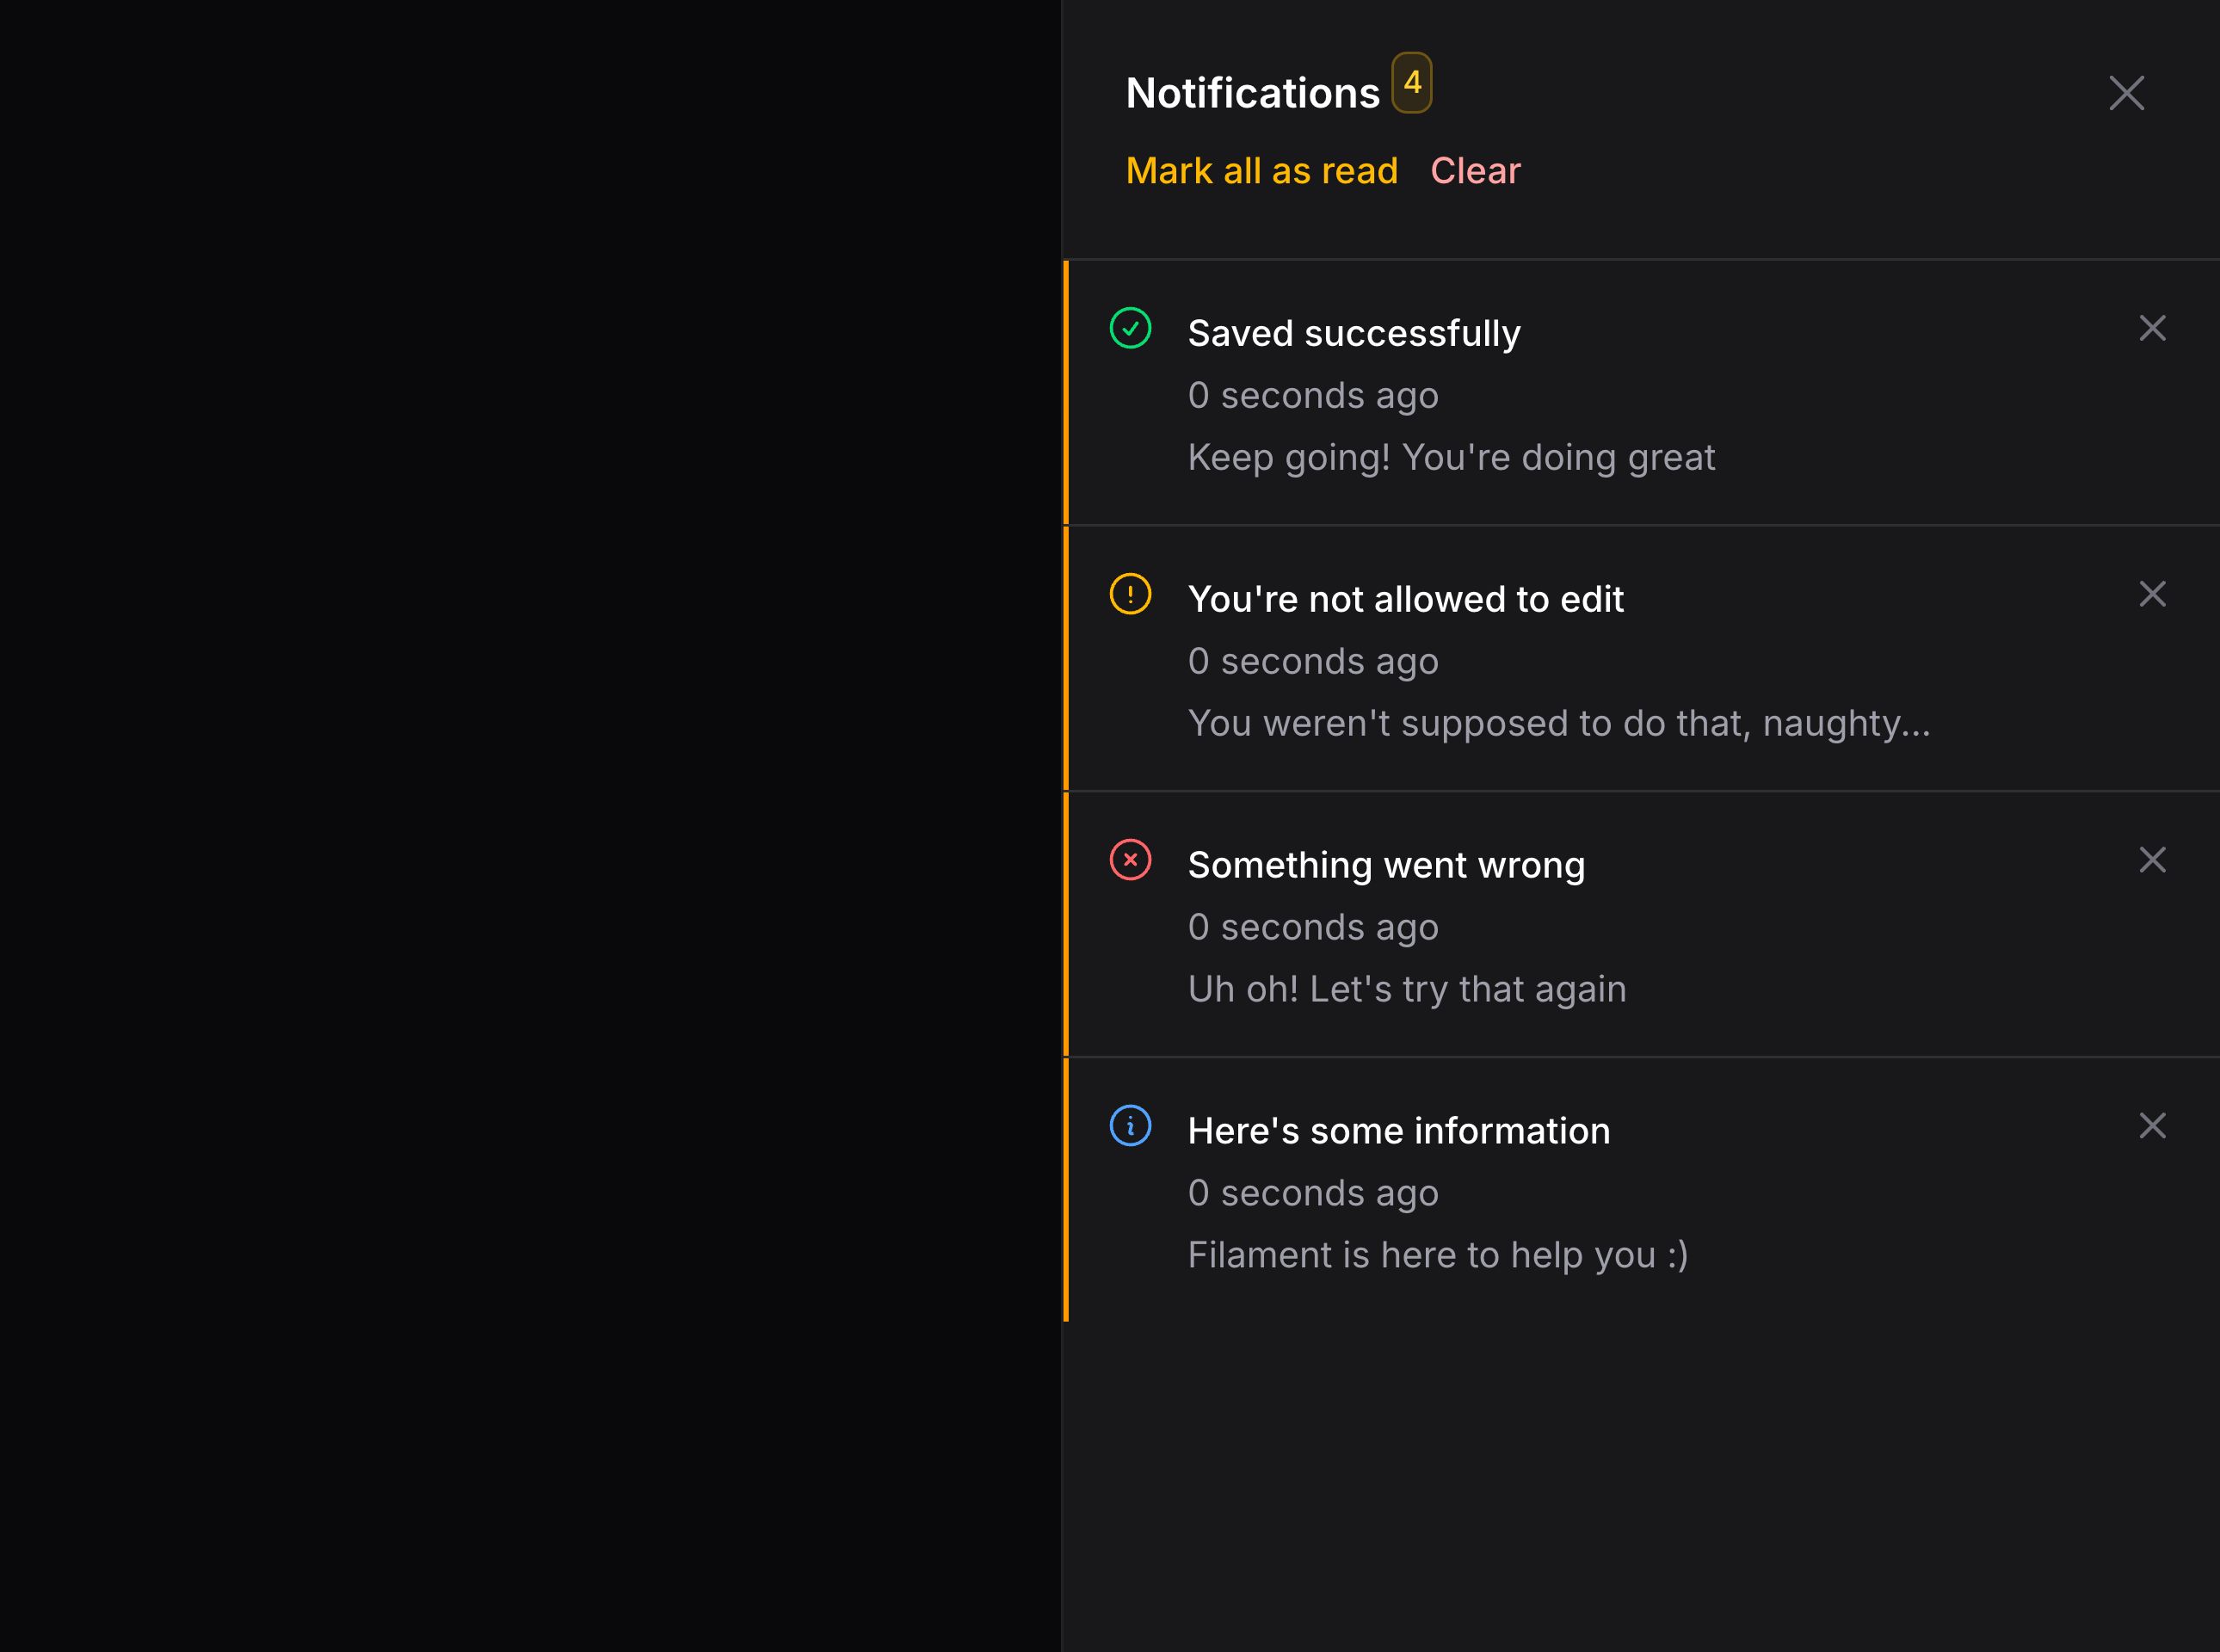 Notifications 4
Mark all as read Clear
Saved successfully
0 seconds ago
Keep going! You're doing great
You're not allowed to edit
0 seconds ago
You weren't supposed to do that, naughty...
Something went wrong
0 seconds ago
Uh oh! Let's try that again
Here's some information
0 seconds ago
Filament is here to help you :)